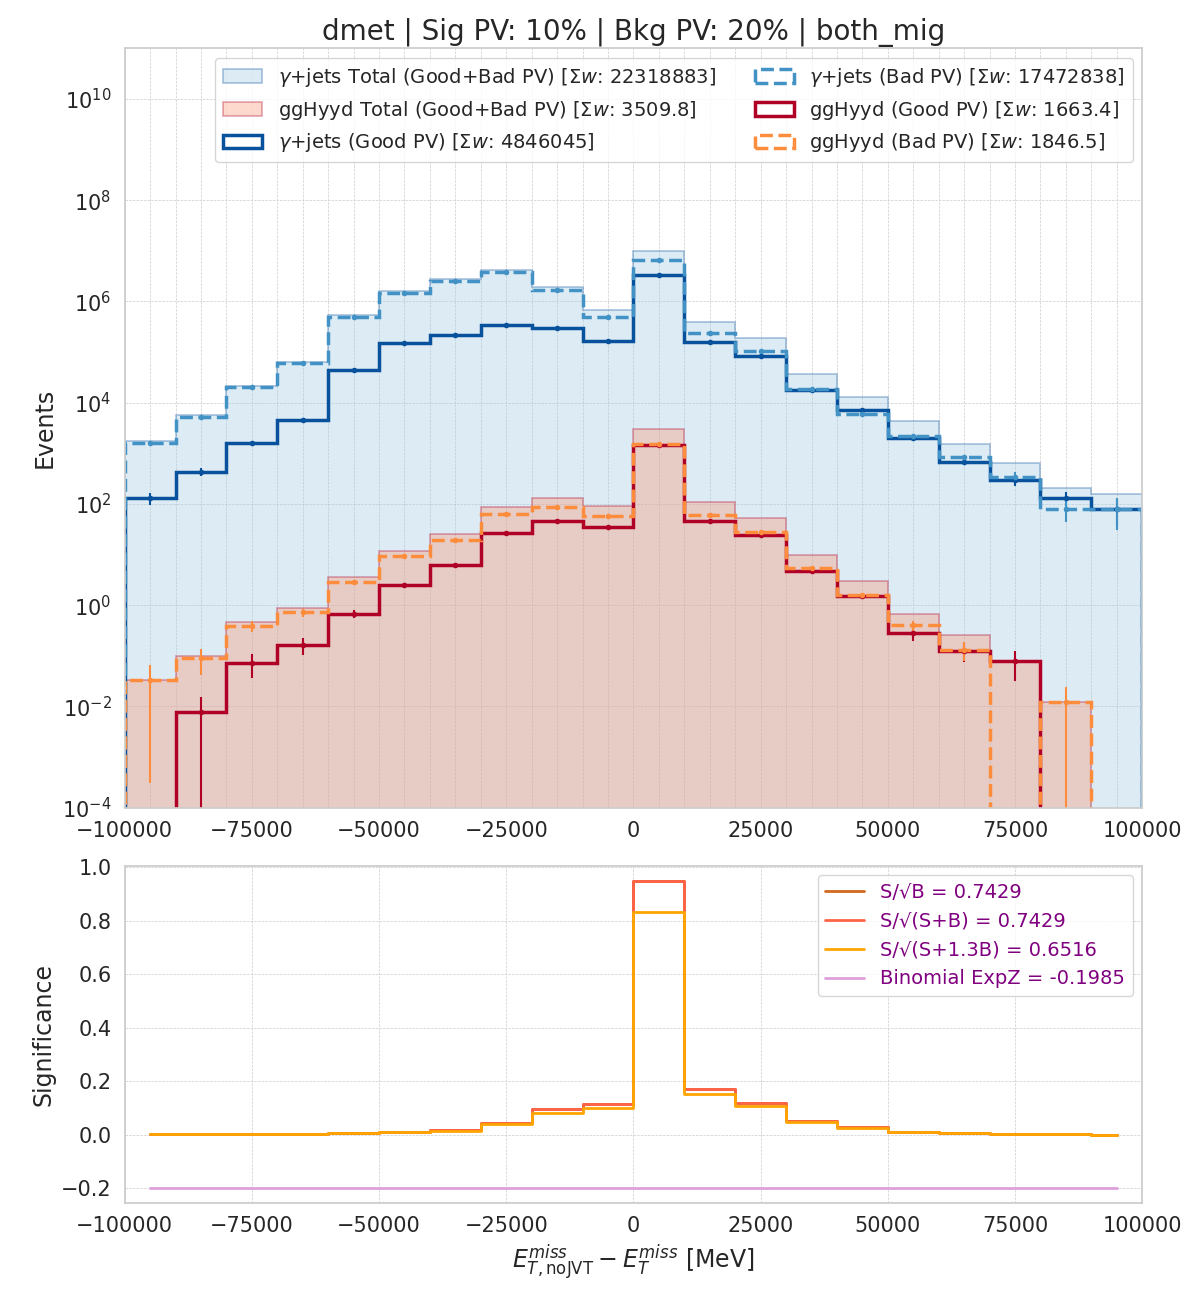 dmet | Sig PV: 10% | Bkg PV: 20% | both_mig
γ+jets Total (Good+Bad PV) [Σw: 22318883]
ggHyyd Total (Good+Bad PV) [Σw: 3509.8]
γ+jets (Good PV) [Σw: 4846045]
γ+jets (Bad PV) [Σw: 17472838]
ggHyyd (Good PV) [Σw: 1663.4]
ggHyyd (Bad PV) [Σw: 1846.5]
Events
10^10
10^8
10^6
10^4
10^2
10^0
10^−2
10^−4
−100000 −75000 −50000 −25000 0 25000 50000 75000 100000
S/√B = 0.7429
S/√(S+B) = 0.7429
S/√(S+1.3B) = 0.6516
Binomial ExpZ = -0.1985
Significance
1.0
0.8
0.6
0.4
0.2
0.0
−0.2
−100000 −75000 −50000 −25000 0 25000 50000 75000 100000
E_{T,noJVT}^{miss} − E_T^{miss} [MeV]